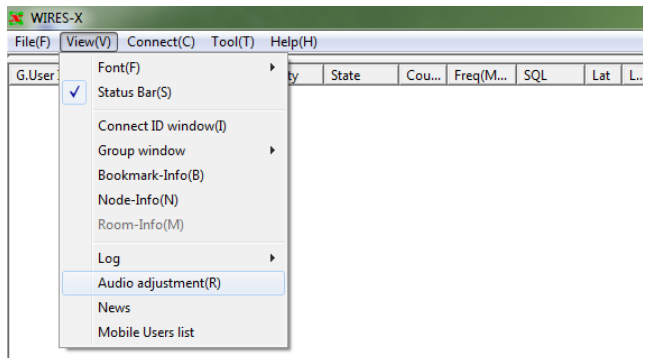 WIRES-X
File(F) View(V) Connect(C) Tool(T) Help(H)
G.User State Cou... Freq(M... SQL Lat L...
Font(F)
Status Bar(S)
Connect ID window(I)
Group window
Bookmark-Info(B)
Node-Info(N)
Room-Info(M)
Log
Audio adjustment(R)
News
Mobile Users list